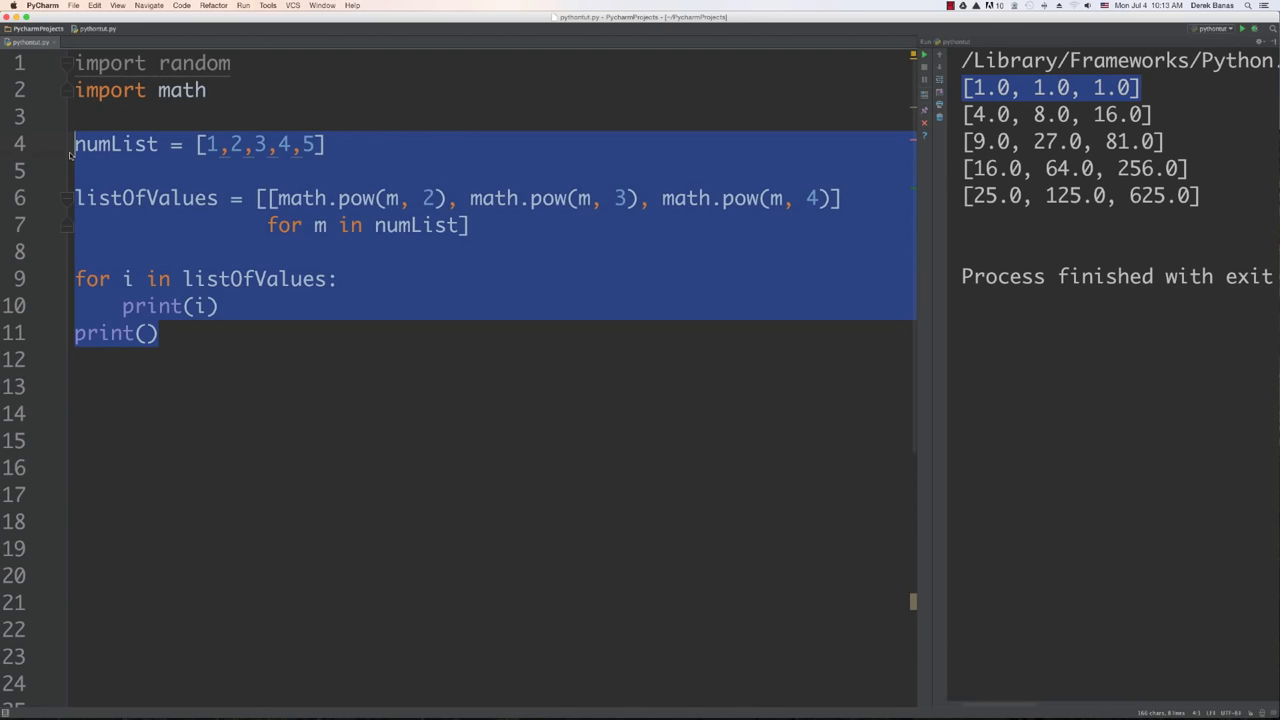 PyCharm File Edit View Navigate Code Refactor Run Tools VCS Window Help 10 Mon Jul 4 10:13 AM Derek Banas
pythontut.py - PycharmProjects - [~/PycharmProjects]
PycharmProjects pythontut.py pythontut
pythontut.py Run pythontut
1 import random
2 import math
3
4 numList = [1,2,3,4,5]
5
6 listOfValues = [[math.pow(m, 2), math.pow(m, 3), math.pow(m, 4)]
7 for m in numList]
8
9 for i in listOfValues:
10 print(i)
11 print()
12
13
14
15
16
17
18
19
20
21
22
23
24
/Library/Frameworks/Python.
[1.0, 1.0, 1.0]
[4.0, 8.0, 16.0]
[9.0, 27.0, 81.0]
[16.0, 64.0, 256.0]
[25.0, 125.0, 625.0]
Process finished with exit
4:1 LF÷ UTF-8÷